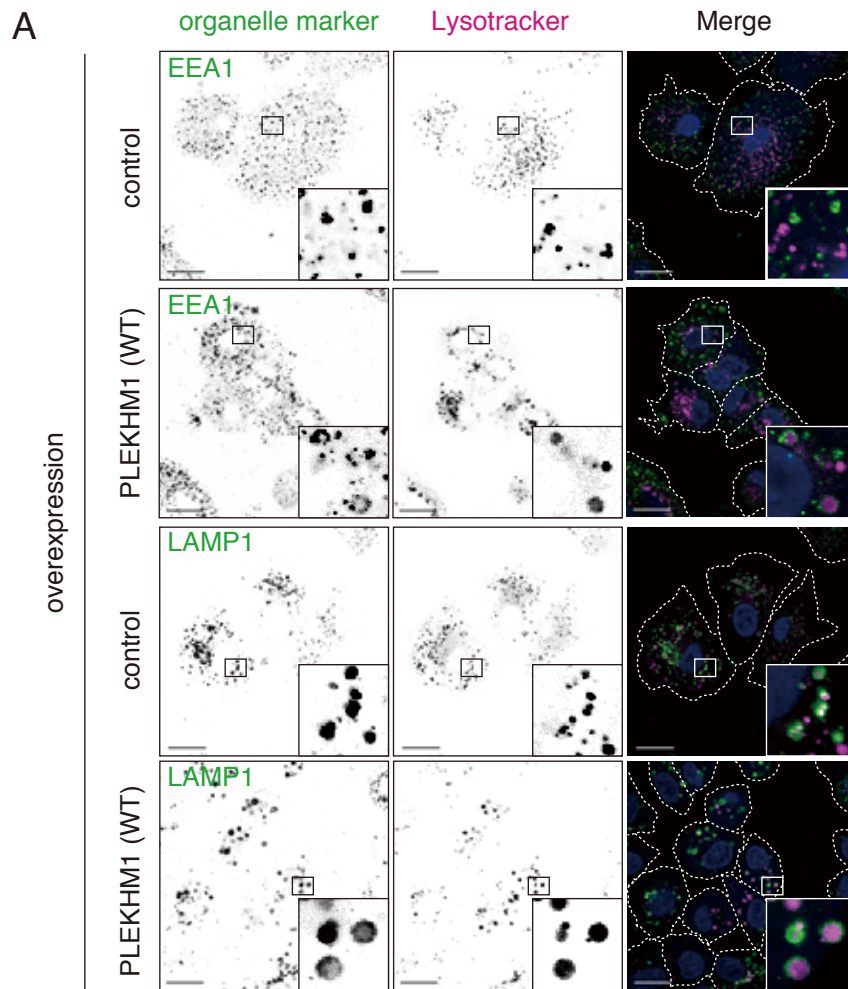 A
organelle marker Lysotracker Merge
overexpression
control
EEA1
PLEKHM1 (WT)
EEA1
control
LAMP1
PLEKHM1 (WT)
LAMP1